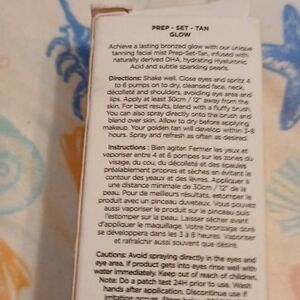 PREP - SET - TAN
GLOW
Achieve a lasting bronzed glow with our unique
tanning facial mist Prep-Set-Tan, infused with
naturally derived DHA, hydrating Hyaluronic
Acid and subtle sparkling pearls.
Directions: Shake well. Close eyes and spritz 4
to 6 pumps on to dry, cleansed face, neck,
décolleté and shoulders, avoiding eye area and
lips. Apply at least 30cm / 12" away from the
skin. For best results, blend with a fluffy brush.
You can also spray directly onto the brush and
blend over skin. Allow to dry before applying
makeup. Your golden tan will develop within 3-8
hours. Spray and refresh as often as desired.
Instructions : Bien agiter. Fermer les yeux et
vaporiser entre 4 et 6 pompes sur les zones du
visage, du cou, du décolleté et des épaules
préalablement propres et sèches en évitant le
contour des yeux et des lèvres. Appliquer à
une distance minimale de 30cm / 12" de la
peau. Pour de meilleurs résultats, estomper le
produit avec un pinceau duveteux. Vous pouvez
également vaporiser le produit sur le pinceau puis
l'estomper sur la peau. Laisser sécher avant
d'appliquer le maquillage. Votre bronzage doré
se développera dans les 3 à 8 heures. Vaporiser
et rafraîchir aussi souvent que désiré.
Caution: Avoid spraying directly in the eyes and
eye area. If product gets into eyes rinse well with
water immediately. Keep out of reach of children.
Note: Do a patch test 24H prior to use. Wash
hands after application. Discontinue use if
irritation occurs.